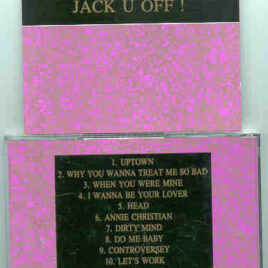 JACK U OFF !
1. UPTOWN
2. WHY YOU WANNA TREAT ME SO BAD
3. WHEN YOU WERE MINE
4. I WANNA BE YOUR LOVER
5. HEAD
6. ANNIE CHRISTIAN
7. DIRTY MIND
8. DO ME BABY
9. CONTROVERSEY
10. LET'S WORK